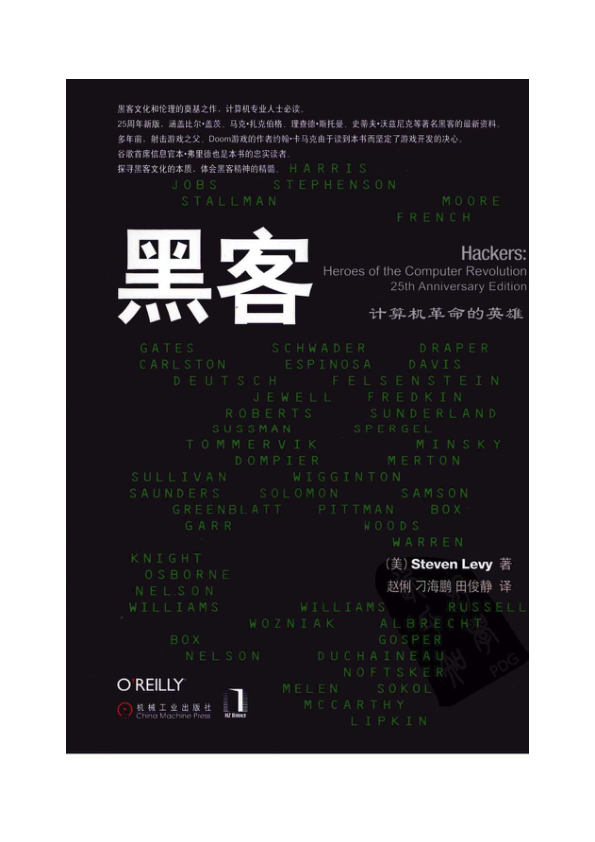 黑客文化和伦理的奠基之作，计算机专业人士必读。
25周年新版，涵盖比尔•盖茨、马克•扎克伯格、理查德•斯托曼、史蒂夫•沃兹尼克等著名黑客的最新资料。
多年前，射击游戏之父、Doom游戏的作者约翰•卡马克由于读到本书而坚定了游戏开发的决心。
谷歌首席信息官本•弗里德也是本书的忠实读者。
探寻黑客文化的本质，体会黑客精神的精髓。 HARRIS
JOBS STEPHENSON
STALLMAN MOORE
FRENCH
黑客
Hackers:
Heroes of the Computer Revolution
25th Anniversary Edition
计算机革命的英雄
GATES SCHWADER DRAPER
CARLSTON ESPINOSA DAVIS
DEUTSCH FELSENSTEIN
JEWELL FREDKIN
ROBERTS SUNDERLAND
SUSSMAN SPERGEL
TOMMERVIK MINSKY
DOMPIER MERTON
SULLIVAN WIGGINTON
SAUNDERS SOLOMON SAMSON
GREENBLATT PITTMAN BOX
GARR WOODS
WARREN
KNIGHT
（美）Steven Levy 著
OSBORNE
赵俐 刁海鹏 田俊静 译
NELSON
WILLIAMS WILLIAMS RUSSELL
WOZNIAK ALBRECHT
BOX GOSPER
NELSON DUCHAINEAU
PDG
NOFTSKER
O'REILLY
MELEN SOKOL
机械工业出版社
China Machine Press
MCCARTHY
LIPKIN